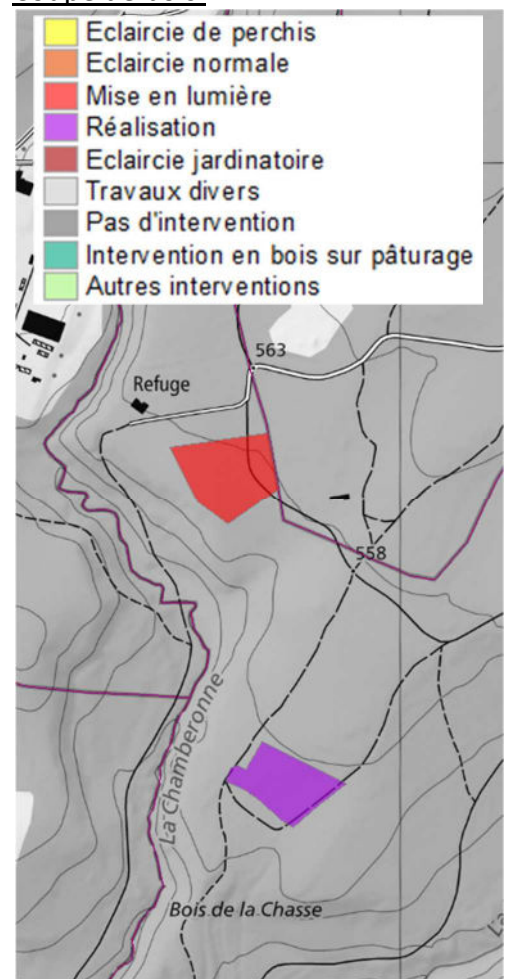 Eclaircie de perchis
Eclaircie normale
Mise en lumière
Réalisation
Eclaircie jardinatoire
Travaux divers
Pas d'intervention
Intervention en bois sur pâturage
Autres interventions
563
Refuge
558
La Chamberonne
Bois de la Chasse